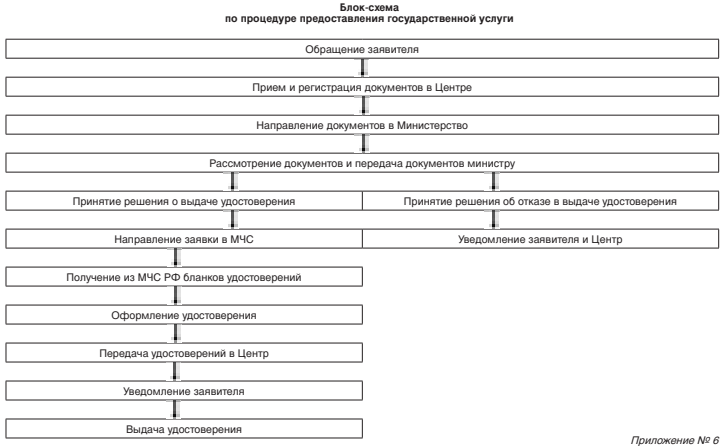 Блок-схема
по процедуре предоставления государственной услуги
Обращение заявителя
Прием и регистрация документов в Центре
Направление документов в Министерство
Рассмотрение документов и передача документов министру
Принятие решения о выдаче удостоверения
Принятие решения об отказе в выдаче удостоверения
Направление заявки в МЧС
Уведомление заявителя и Центр
Получение из МЧС РФ бланков удостоверений
Оформление удостоверения
Передача удостоверений в Центр
Уведомление заявителя
Выдача удостоверения
Приложение № 6